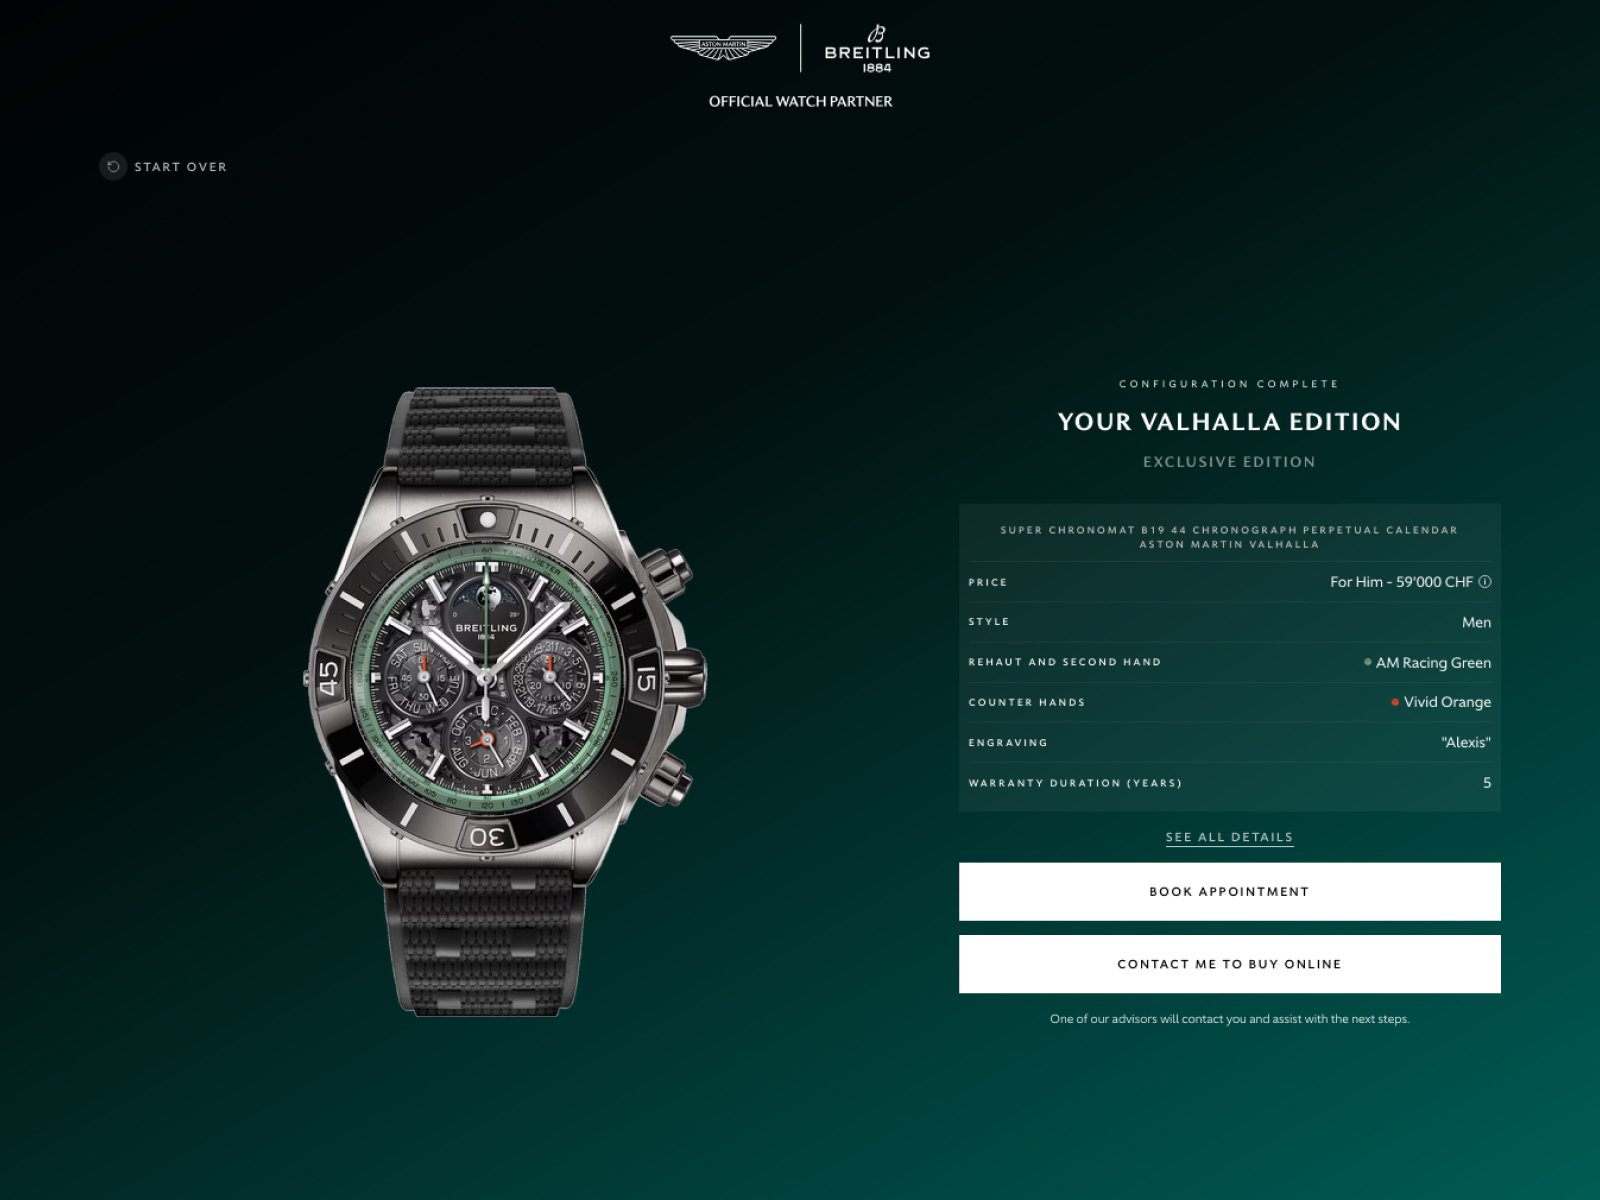 ASTON MARTIN
B
BREITLING
1884
OFFICIAL WATCH PARTNER
START OVER
CONFIGURATION COMPLETE
YOUR VALHALLA EDITION
EXCLUSIVE EDITION
SUPER CHRONOMAT B19 44 CHRONOGRAPH PERPETUAL CALENDAR
ASTON MARTIN VALHALLA
PRICE For Him - 59'000 CHF
STYLE Men
REHAUT AND SECOND HAND AM Racing Green
COUNTER HANDS Vivid Orange
ENGRAVING "Alexis"
WARRANTY DURATION (YEARS) 5
SEE ALL DETAILS
BOOK APPOINTMENT
CONTACT ME TO BUY ONLINE
One of our advisors will contact you and assist with the next steps.
BREITLING
15
30
45
SUN
TUE
THU
FRI
SAT
FEB
APR
JUN
AUG
OCT